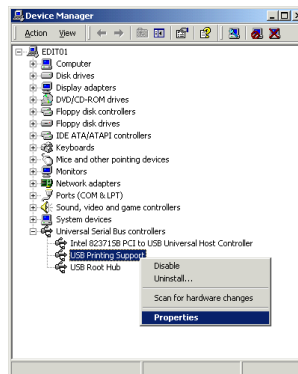 Device Manager
Action View
EDIT01
Computer
Disk drives
Display adapters
DVD/CD-ROM drives
Floppy disk controllers
Floppy disk drives
IDE ATA/ATAPI controllers
Keyboards
Mice and other pointing devices
Monitors
Network adapters
Ports (COM & LPT)
Sound, video and game controllers
System devices
Universal Serial Bus controllers
Intel 82371SB PCI to USB Universal Host Controller
USB Printing Support
USB Root Hub
Disable
Uninstall...
Scan for hardware changes
Properties